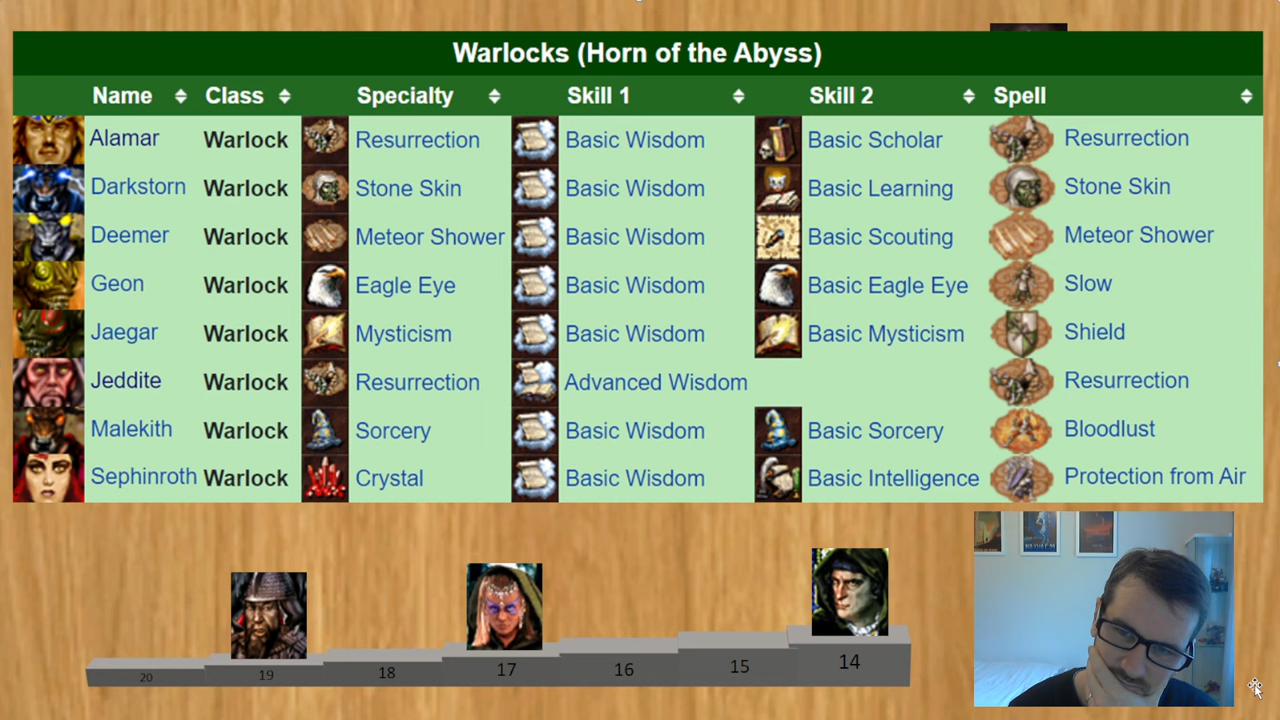 Warlocks (Horn of the Abyss)
Name Class Specialty Skill 1 Skill 2 Spell
Alamar Warlock Resurrection Basic Wisdom Basic Scholar Resurrection
Darkstorn Warlock Stone Skin Basic Wisdom Basic Learning Stone Skin
Deemer Warlock Meteor Shower Basic Wisdom Basic Scouting Meteor Shower
Geon Warlock Eagle Eye Basic Wisdom Basic Eagle Eye Slow
Jaegar Warlock Mysticism Basic Wisdom Basic Mysticism Shield
Jeddite Warlock Resurrection Advanced Wisdom Resurrection
Malekith Warlock Sorcery Basic Wisdom Basic Sorcery Bloodlust
Sephinroth Warlock Crystal Basic Wisdom Basic Intelligence Protection from Air
20 19 18 17 16 15 14